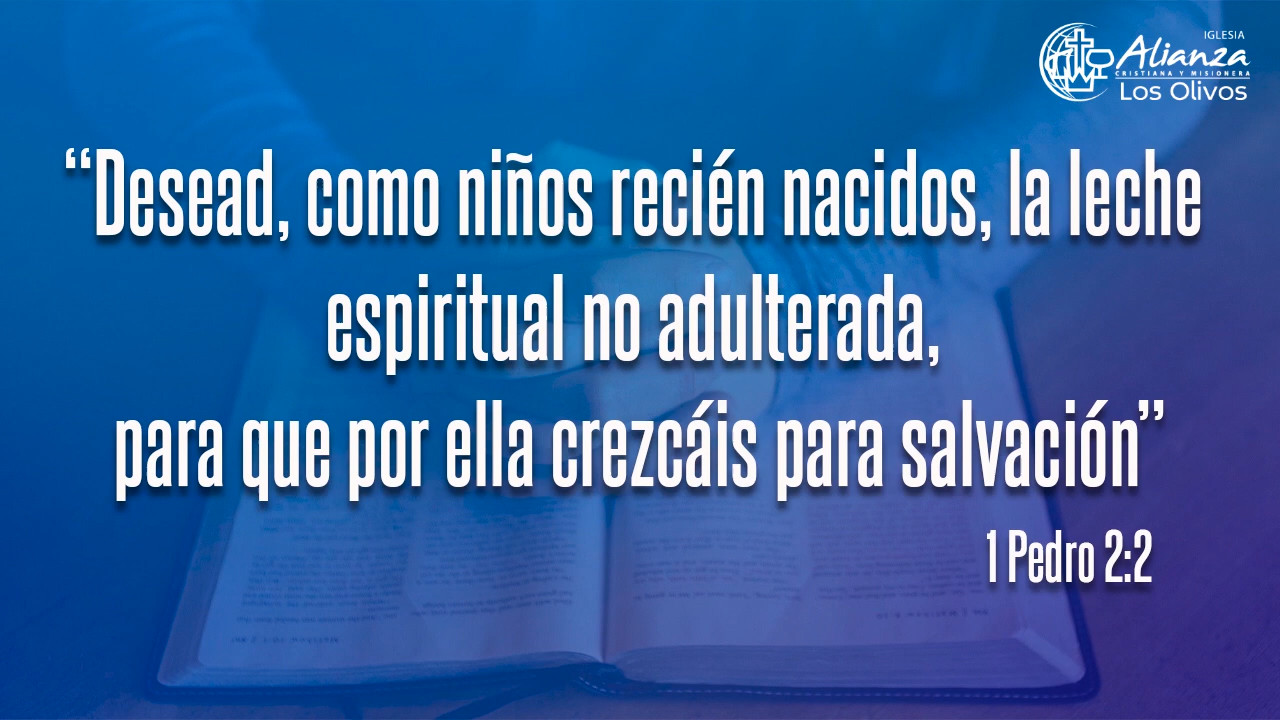 IGLESIA
Alianza
CRISTIANA Y MISIONERA
Los Olivos
“Desead, como niños recién nacidos, la leche
espiritual no adulterada,
para que por ella crezcáis para salvación”
1 Pedro 2:2